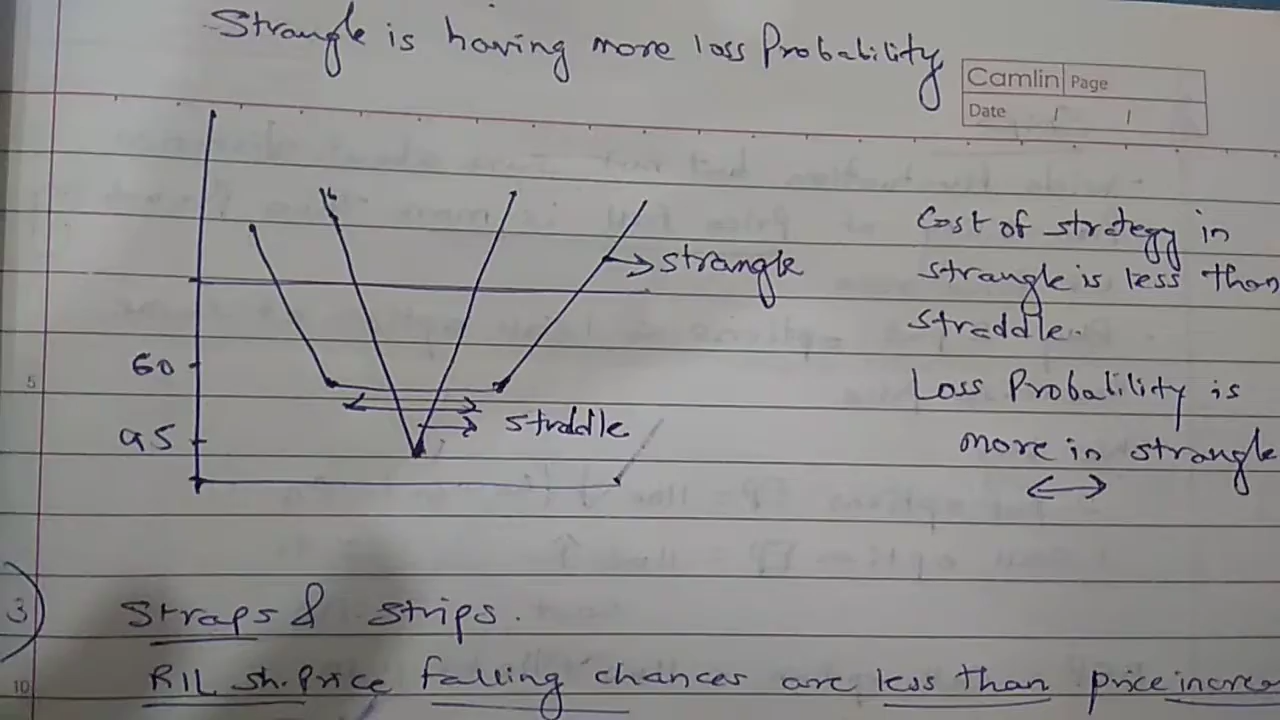 Strangle is having more loss Probability
Camlin Page
Date / /
strangle
Cost of strategy in
strangle is less than
straddle.
60
5
Loss Probability is
straddle
95
more in strangle
3)
Straps & strips.
10
RIL sh. price falling chances are less than price increa